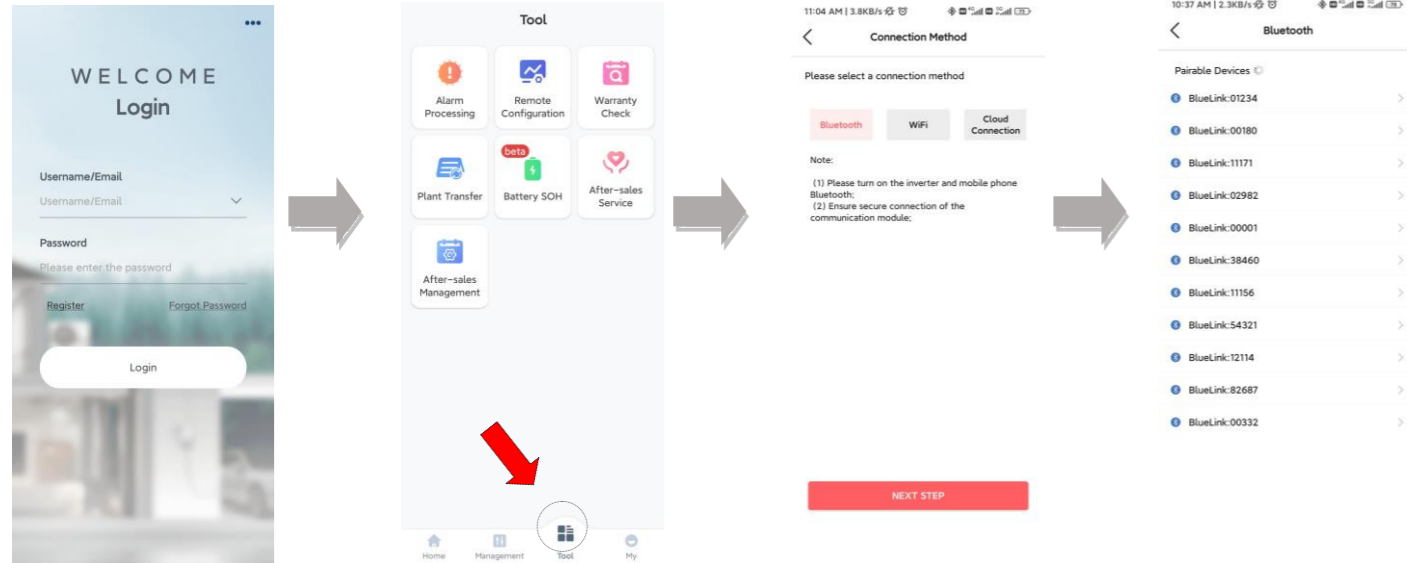 WELCOME
Login
Username/Email
Username/Email
Password
Please enter the password
Register Forgot Password
Login
Tool
Alarm
Processing
Remote
Configuration
Warranty
Check
Plant Transfer
beta
Battery SOH
After-sales
Service
After-sales
Management
Home Management Tool My
11:04 AM | 3.8KB/s
Connection Method
Please select a connection method
Bluetooth
WiFi
Cloud
Connection
Note:
(1) Please turn on the inverter and mobile phone
Bluetooth;
(2) Ensure secure connection of the
communication module;
NEXT STEP
10:37 AM | 2.3KB/s
Bluetooth
Pairable Devices
BlueLink:01234
BlueLink:00180
BlueLink:11171
BlueLink:02982
BlueLink:00001
BlueLink:38460
BlueLink:11156
BlueLink:54321
BlueLink:12114
BlueLink:82687
BlueLink:00332